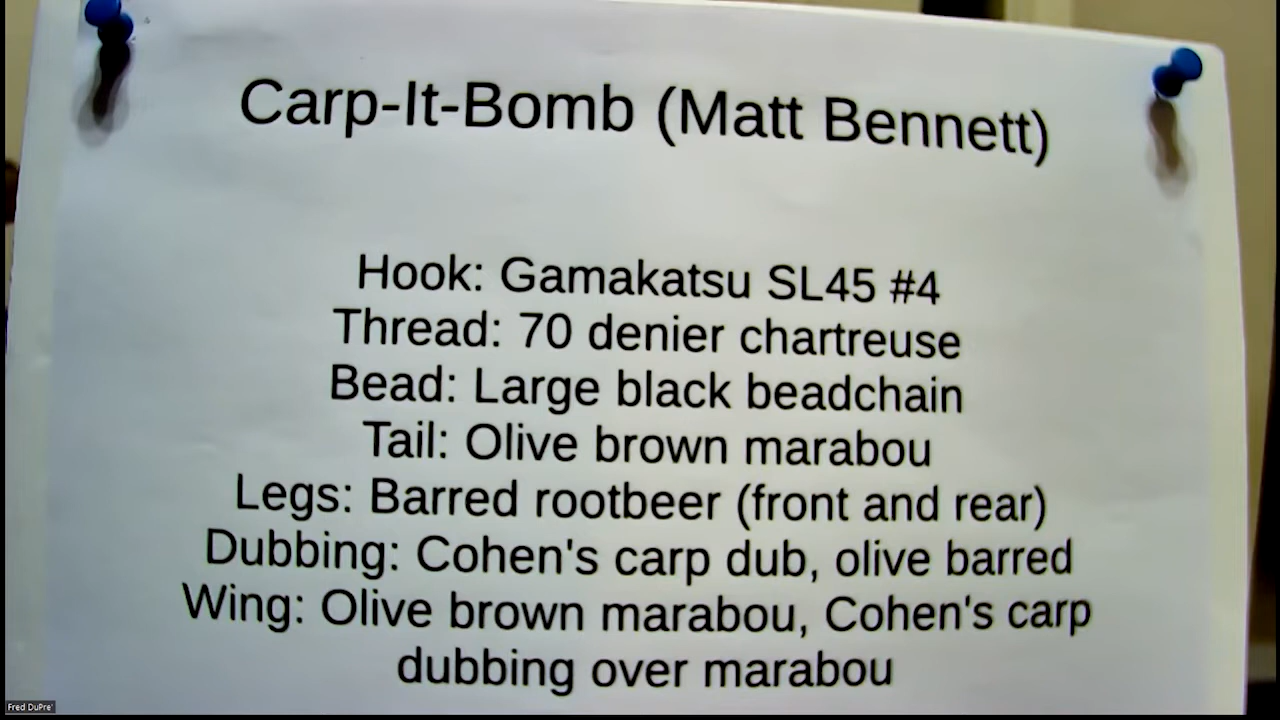 Carp-It-Bomb (Matt Bennett)
Hook: Gamakatsu SL45 #4
Thread: 70 denier chartreuse
Bead: Large black beadchain
Tail: Olive brown marabou
Legs: Barred rootbeer (front and rear)
Dubbing: Cohen's carp dub, olive barred
Wing: Olive brown marabou, Cohen's carp
dubbing over marabou
Fred DuPre'